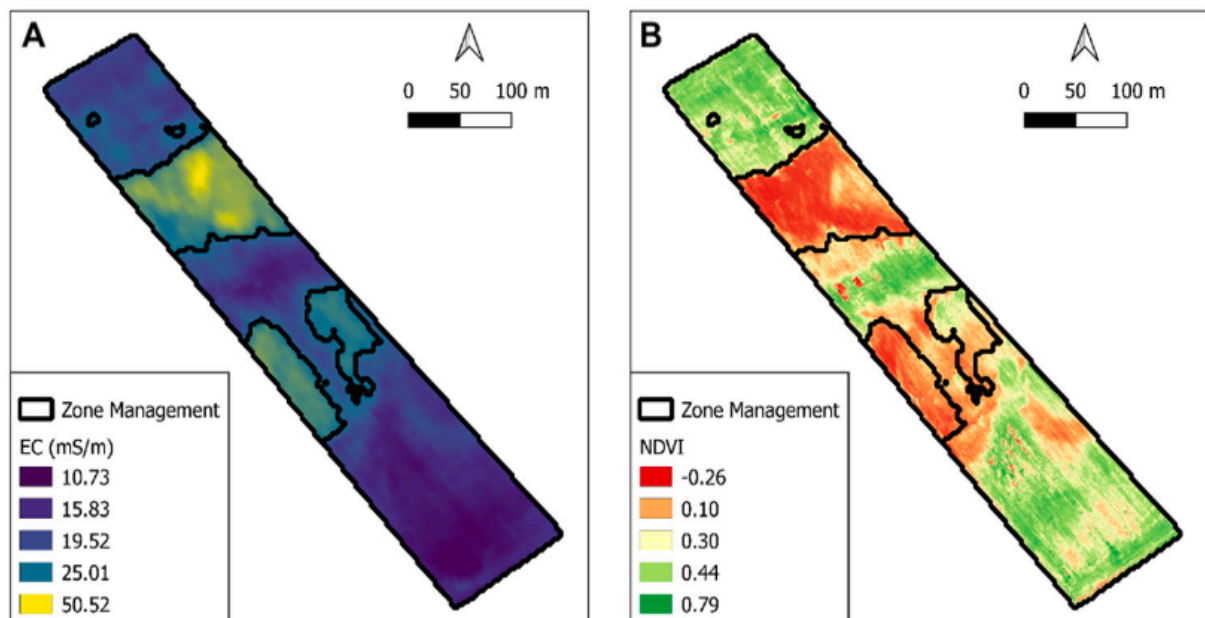 A
0 50 100 m
Zone Management
EC (mS/m)
10.73
15.83
19.52
25.01
50.52
B
0 50 100 m
Zone Management
NDVI
-0.26
0.10
0.30
0.44
0.79